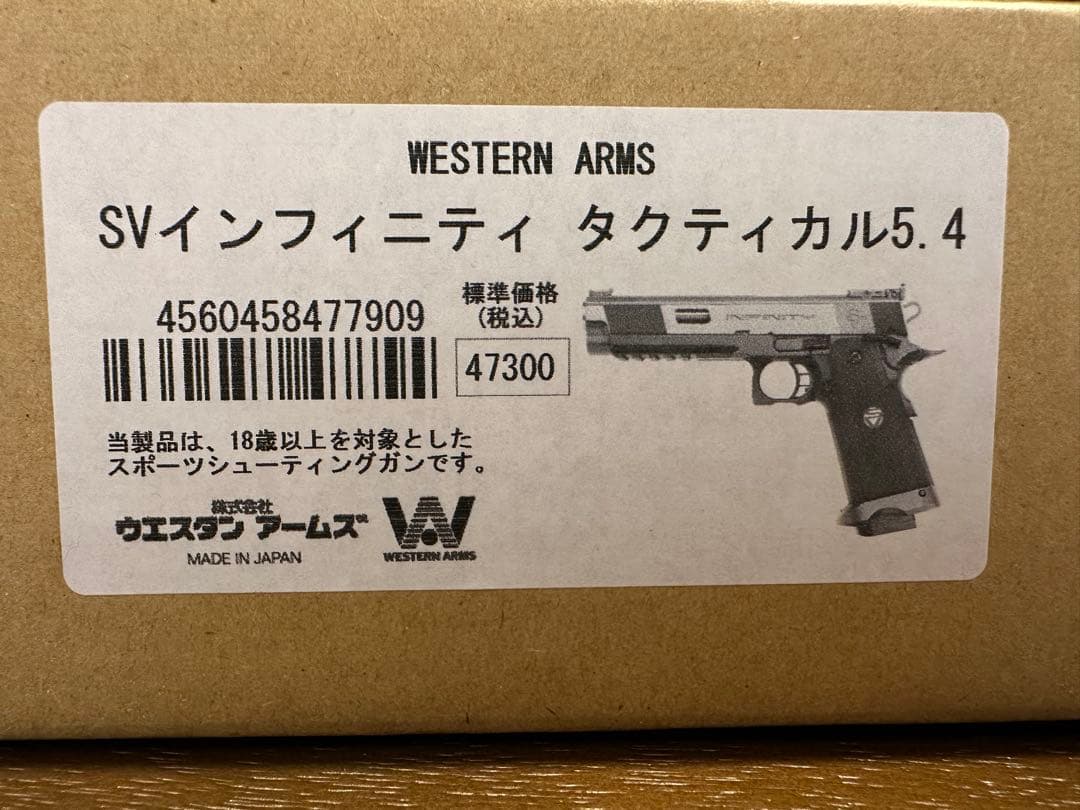 WESTERN ARMS
SVインフィニティ タクティカル5.4
4560458477909
標準価格
(税込)
47300
INFINITY
当製品は、18歳以上を対象とした
スポーツシューティングガンです。
株式会社
ウエスタン アームズ
MADE IN JAPAN
WESTERN ARMS